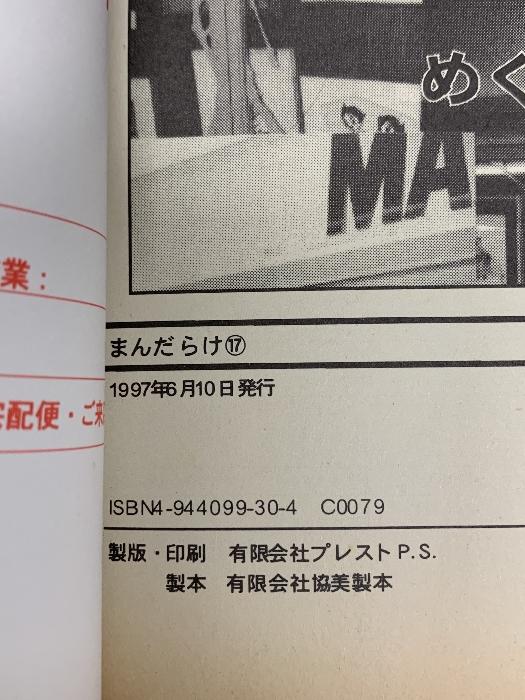 めく
MA
業：
宅配便・ご来
まんだらけ⑰
1997年6月10日発行
ISBN4-944099-30-4 C0079
製版・印刷 有限会社プレストP.S.
製本 有限会社協美製本